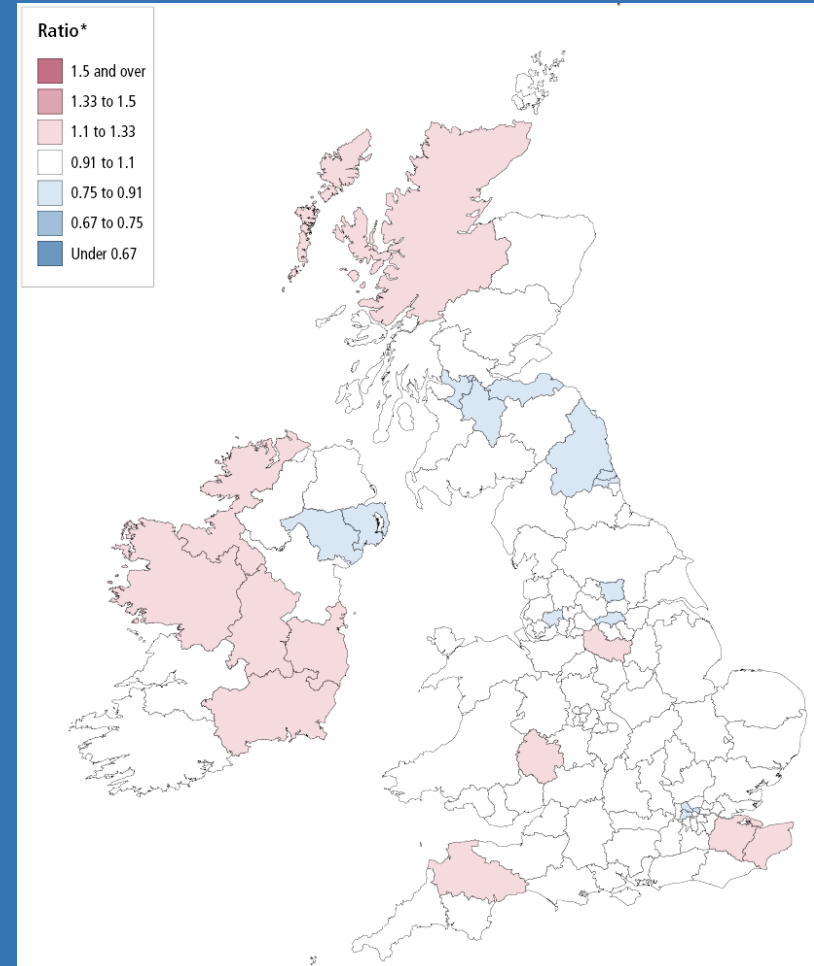 Ratio*
1.5 and over
1.33 to 1.5
1.1 to 1.33
0.91 to 1.1
0.75 to 0.91
0.67 to 0.75
Under 0.67